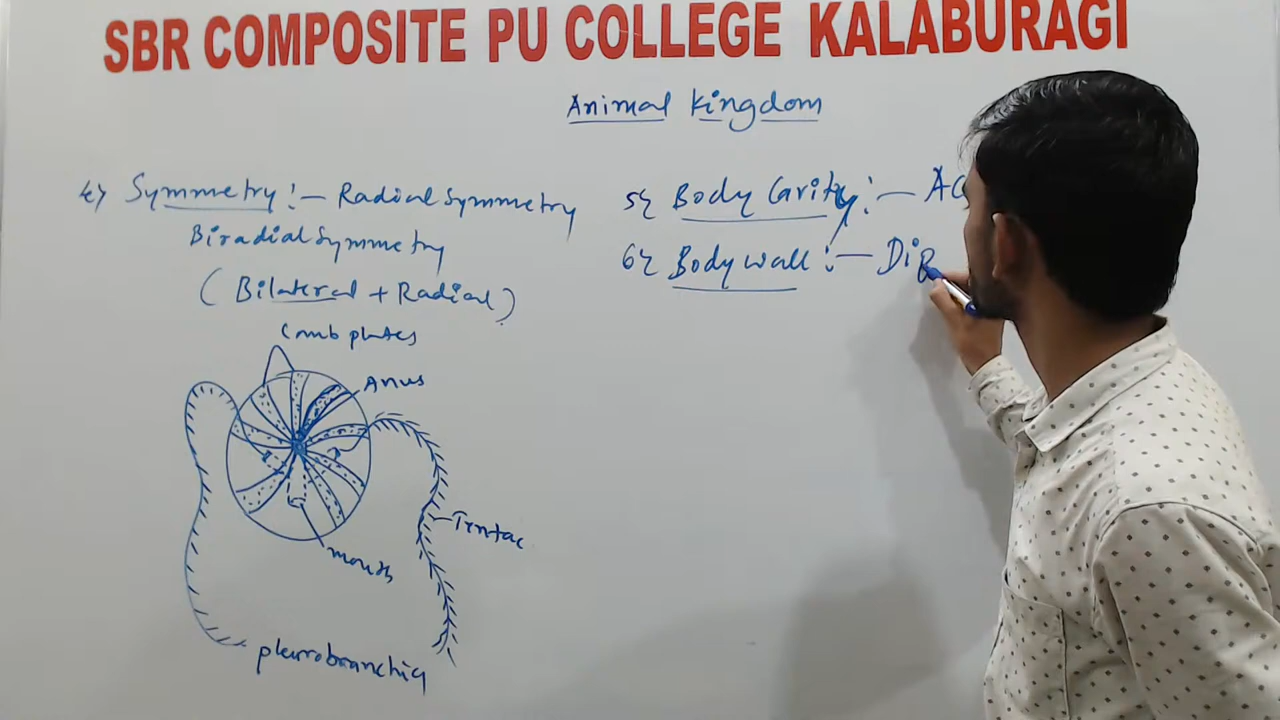 SBR COMPOSITE PU COLLEGE KALABURAGI
Animal Kingdom
4) Symmetry :- Radial Symmetry
Biradial Symmetry
(Bilateral + Radial)
Comb plates
Anus
Tentac
mouth
pleurobranchia
5) Body Cavity :- Ac
6) Body wall :- Dip